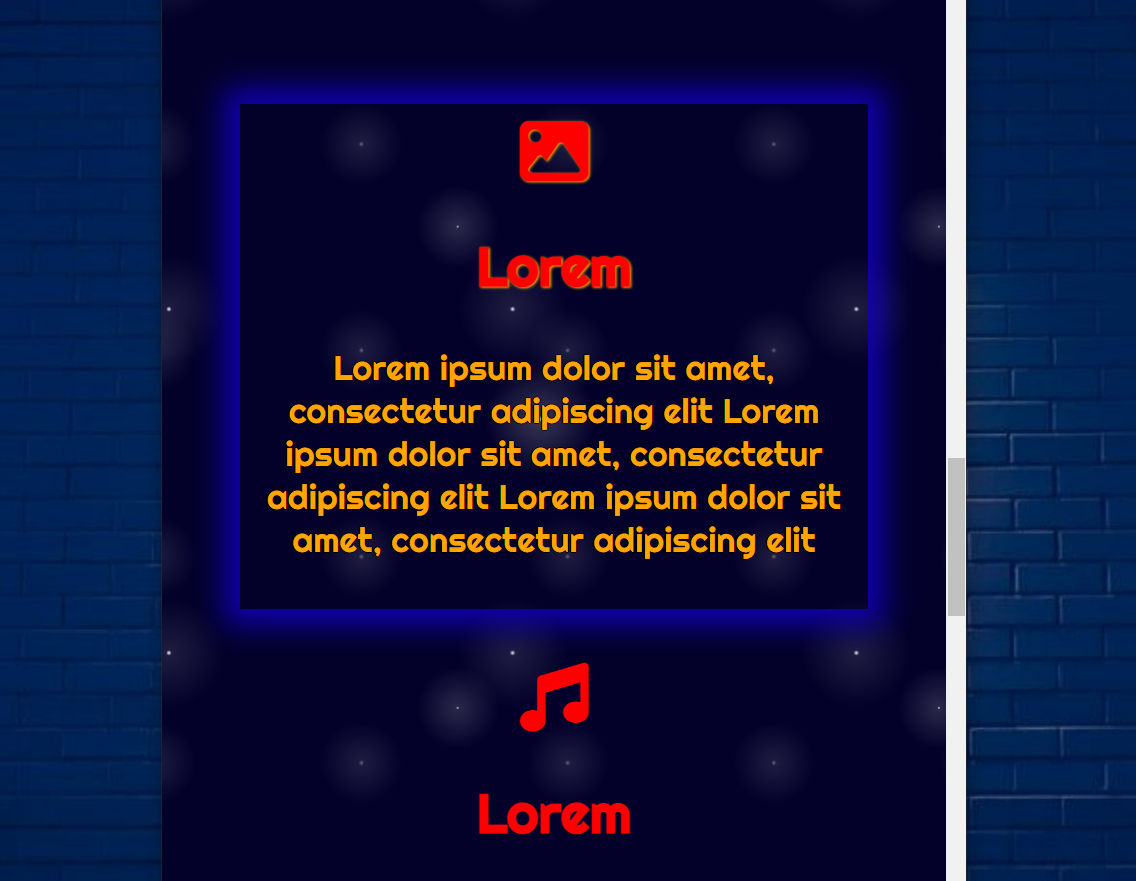 Lorem
Lorem ipsum dolor sit amet,
consectetur adipiscing elit Lorem
ipsum dolor sit amet, consectetur
adipiscing elit Lorem ipsum dolor sit
amet, consectetur adipiscing elit
Lorem